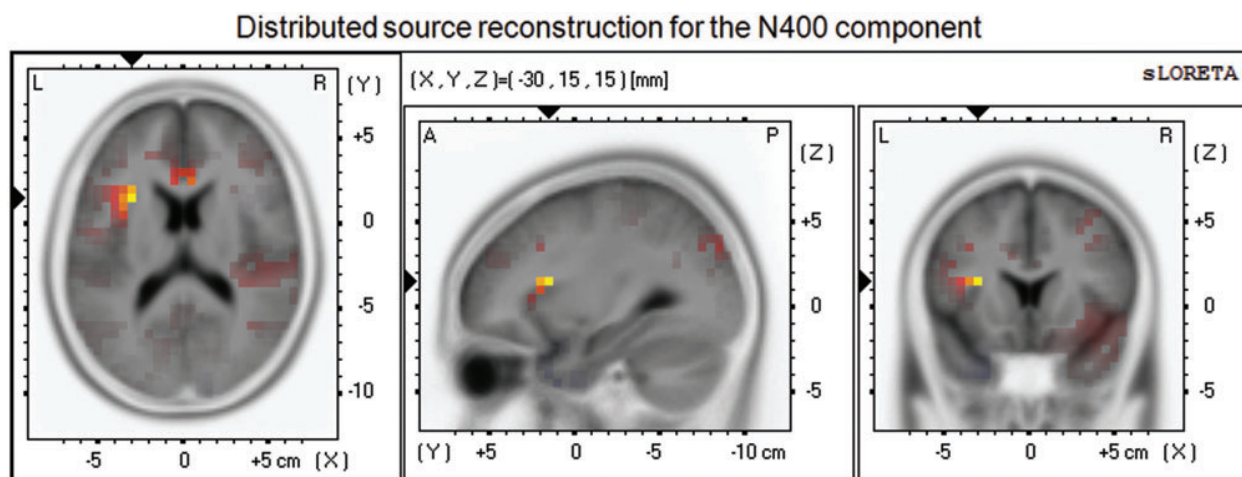 Distributed source reconstruction for the N400 component
(X,Y,Z)=(-30,15,15)[mm] sLORETA
L R (Y)
+5
0
-5
-10
-5 0 +5 cm (X)
A P (Z)
+5
0
-5
(Y) +5 0 -5 -10 cm
L R (Z)
+5
0
-5
-5 0 +5 cm (X)